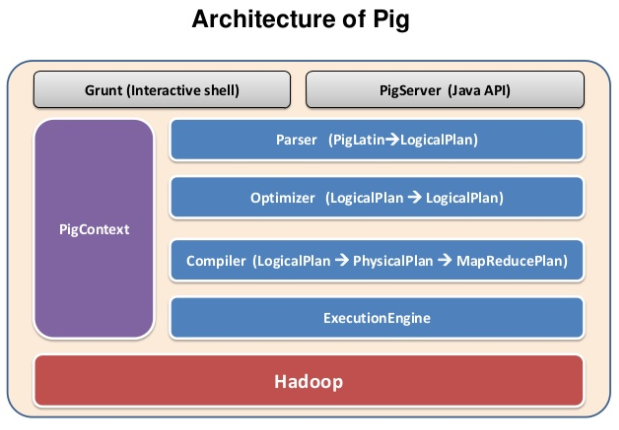 Architecture of Pig
Grunt (Interactive shell)
PigServer (Java API)
PigContext
Parser (PigLatin→LogicalPlan)
Optimizer (LogicalPlan → LogicalPlan)
Compiler (LogicalPlan → PhysicalPlan → MapReducePlan)
ExecutionEngine
Hadoop